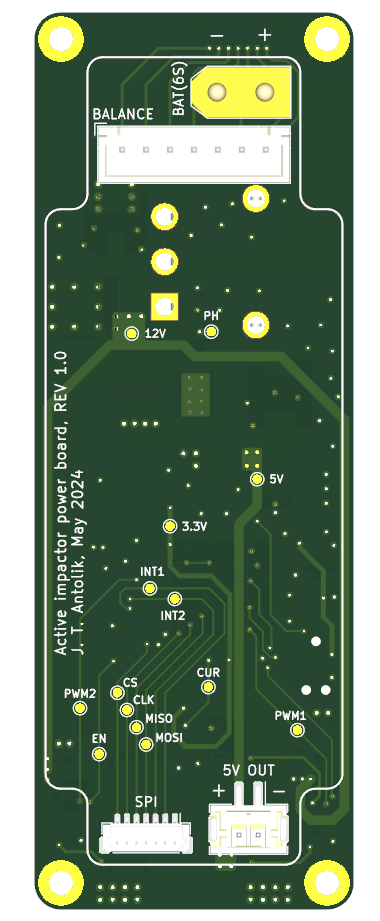 − +
BAT(6S)
BALANCE
PH
12V
Active impactor power board, REV 1.0
J. T. Antolik, May 2024
5V
3.3V
INT1
INT2
CS
CUR
PWM2
CLK
MISO
PWM1
EN
MOSI
5V OUT
+ −
SPI